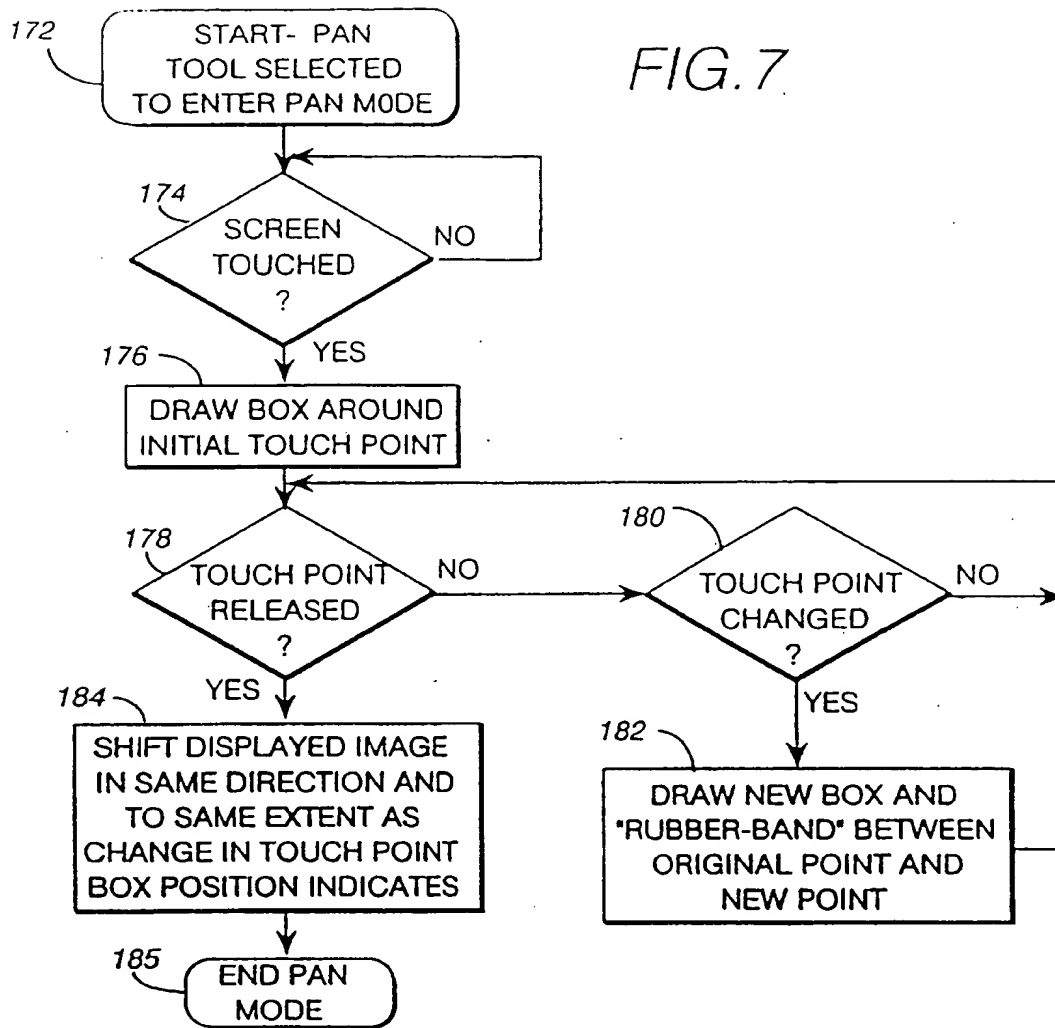 172
START- PAN
TOOL SELECTED
TO ENTER PAN MODE
FIG.7
174
SCREEN
TOUCHED
?
NO
YES
176
DRAW BOX AROUND
INITIAL TOUCH POINT
178
TOUCH POINT
RELEASED
?
NO
180
TOUCH POINT
CHANGED
?
NO
YES
YES
184
SHIFT DISPLAYED IMAGE
IN SAME DIRECTION AND
TO SAME EXTENT AS
CHANGE IN TOUCH POINT
BOX POSITION INDICATES
182
DRAW NEW BOX AND
"RUBBER-BAND" BETWEEN
ORIGINAL POINT AND
NEW POINT
185
END PAN
MODE